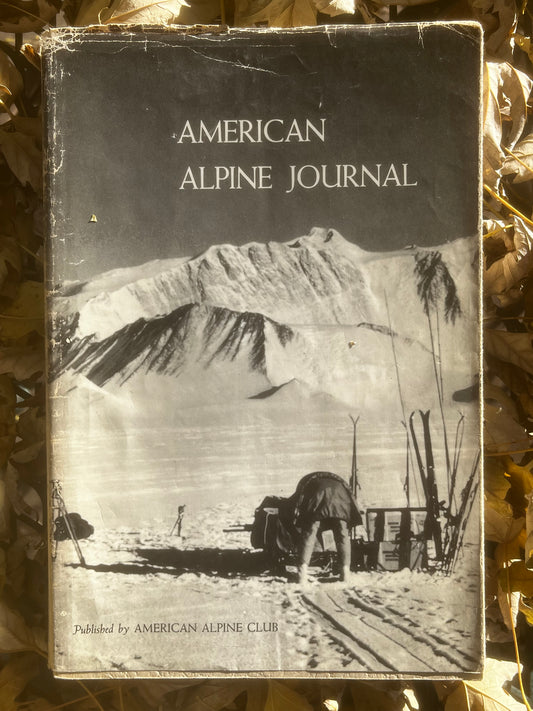 AMERICAN
ALPINE JOURNAL
Published by AMERICAN ALPINE CLUB